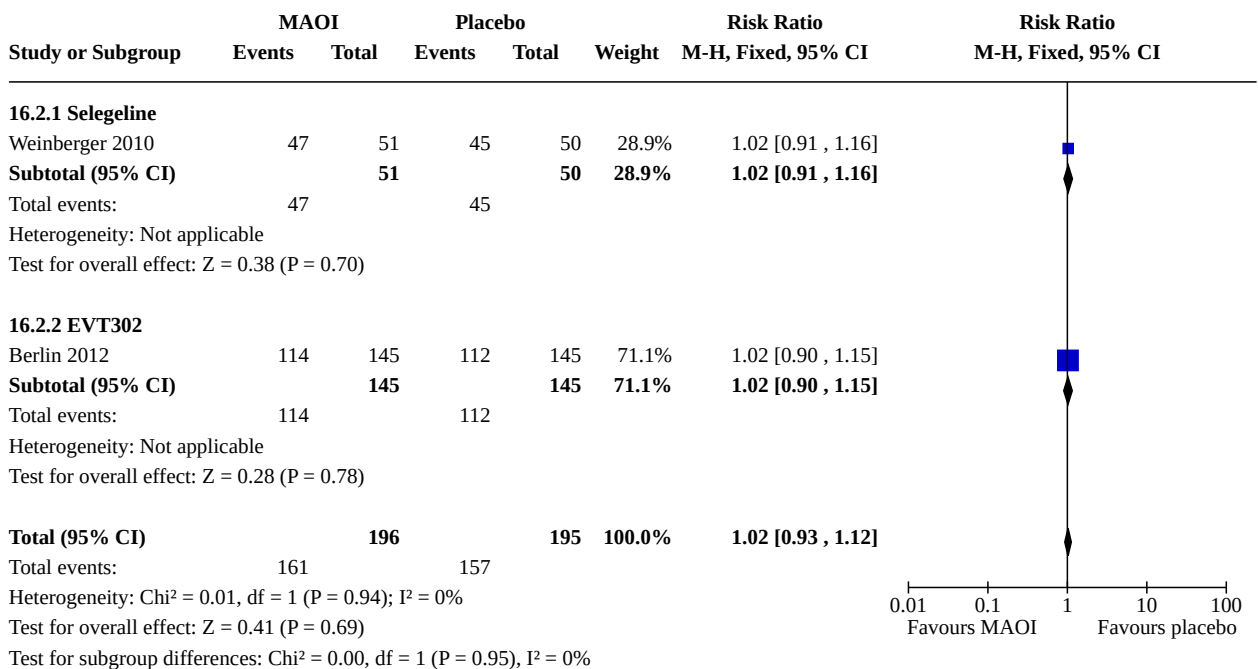 MAOI Placebo Risk Ratio Risk Ratio
Study or Subgroup Events Total Events Total Weight M-H, Fixed, 95% CI M-H, Fixed, 95% CI
16.2.1 Selegeline
Weinberger 2010 47 51 45 50 28.9% 1.02 [0.91 , 1.16]
Subtotal (95% CI) 51 50 28.9% 1.02 [0.91 , 1.16]
Total events: 47 45
Heterogeneity: Not applicable
Test for overall effect: Z = 0.38 (P = 0.70)
16.2.2 EVT302
Berlin 2012 114 145 112 145 71.1% 1.02 [0.90 , 1.15]
Subtotal (95% CI) 145 145 71.1% 1.02 [0.90 , 1.15]
Total events: 114 112
Heterogeneity: Not applicable
Test for overall effect: Z = 0.28 (P = 0.78)
Total (95% CI) 196 195 100.0% 1.02 [0.93 , 1.12]
Total events: 161 157
Heterogeneity: Chi² = 0.01, df = 1 (P = 0.94); I² = 0%
Test for overall effect: Z = 0.41 (P = 0.69)
Test for subgroup differences: Chi² = 0.00, df = 1 (P = 0.95), I² = 0%
0.01 0.1 1 10 100
Favours MAOI Favours placebo